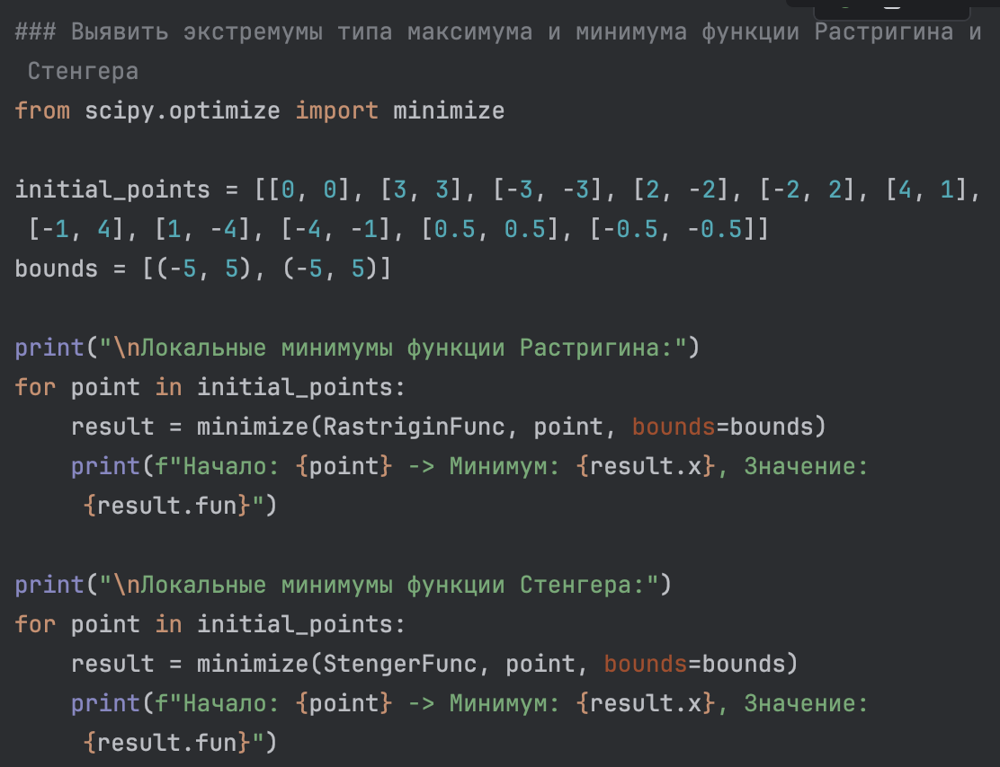 ### Выявить экстремумы типа максимума и минимума функции Растригина и
Стенгера
from scipy.optimize import minimize
initial_points = [[0, 0], [3, 3], [-3, -3], [2, -2], [-2, 2], [4, 1],
[-1, 4], [1, -4], [-4, -1], [0.5, 0.5], [-0.5, -0.5]]
bounds = [(-5, 5), (-5, 5)]
print("\nЛокальные минимумы функции Растригина:")
for point in initial_points:
    result = minimize(RastriginFunc, point, bounds=bounds)
    print(f"Начало: {point} -> Минимум: {result.x}, Значение:
{result.fun}")
print("\nЛокальные минимумы функции Стенгера:")
for point in initial_points:
    result = minimize(StengerFunc, point, bounds=bounds)
    print(f"Начало: {point} -> Минимум: {result.x}, Значение:
{result.fun}")